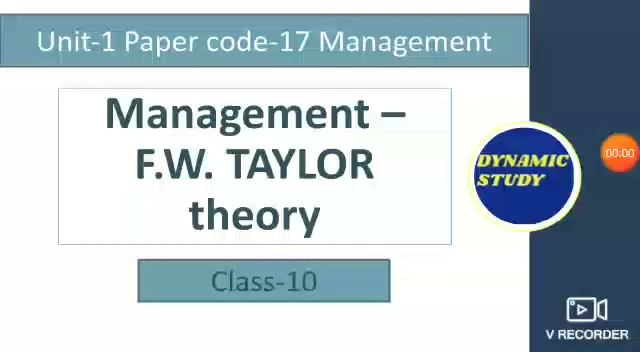 Unit-1 Paper code-17 Management
Management –
F.W. TAYLOR
theory
Class-10
DYNAMIC
STUDY
00:00
V RECORDER